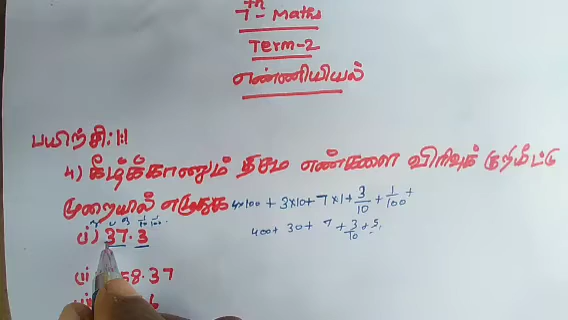 7th - Maths
Term-2
எண்ணியியல்
பயிற்சி: 1.1
4) கீழ்க்காணும் தசம எண்களை விரிவுக் குறியீட்டு
முறையில் எழுதுக 4×100 + 3×10 + 7×1 + 3/10 + 1/100 +
i) 37.3 400 + 30 + 7 + 3/10 +
58.37
6